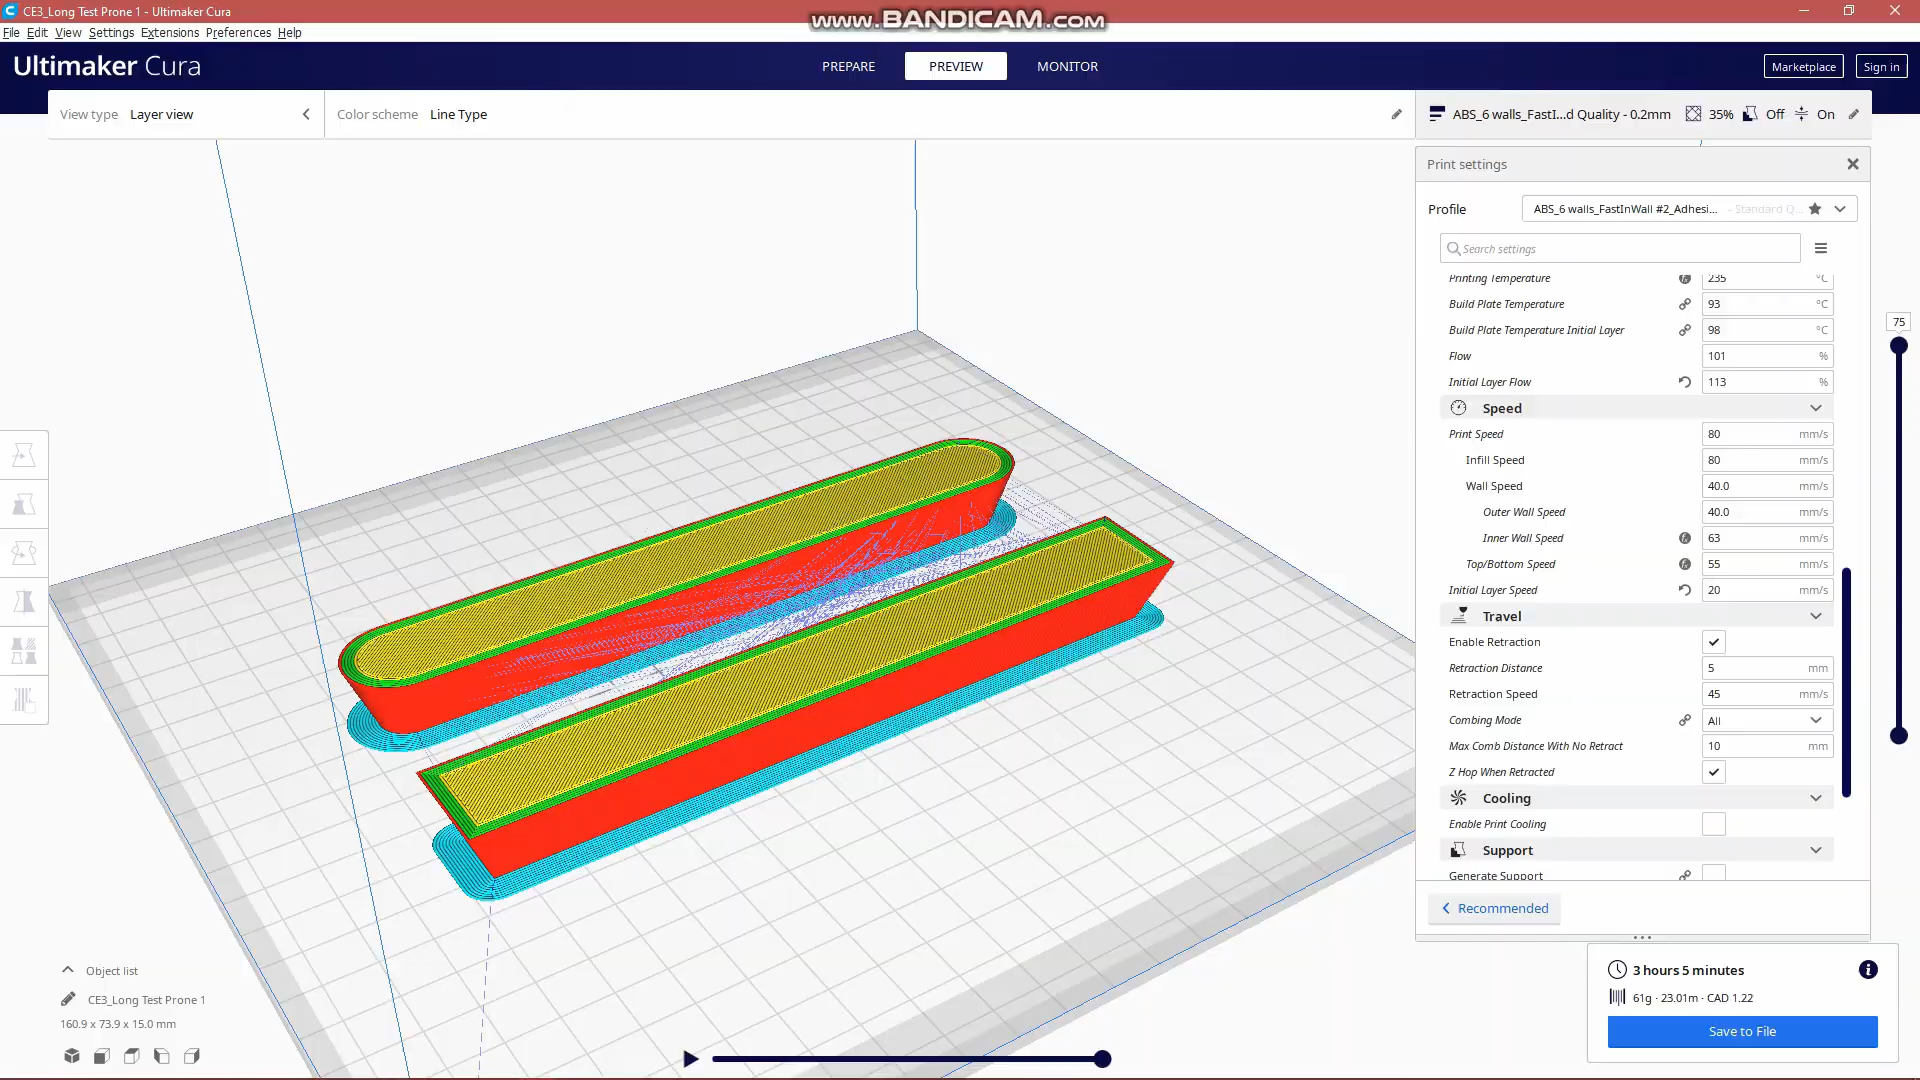 CE3_Long Test Prone 1 - Ultimaker Cura
www.BANDICAM.com
File Edit View Settings Extensions Preferences Help
Ultimaker Cura
PREPARE
PREVIEW
MONITOR
Marketplace
Sign in
View type Layer view
Color scheme Line Type
ABS_6 walls_FastI...d Quality - 0.2mm 35% Off On
Print settings
Profile ABS_6 walls_FastInWall #2_Adhesi... - Standard Q...
Search settings
Printing Temperature 235 °C
Build Plate Temperature 93 °C
Build Plate Temperature Initial Layer 98 °C
Flow 101 %
Initial Layer Flow 113 %
Speed
Print Speed 80 mm/s
Infill Speed 80 mm/s
Wall Speed 40.0 mm/s
Outer Wall Speed 40.0 mm/s
Inner Wall Speed 63 mm/s
Top/Bottom Speed 55 mm/s
Initial Layer Speed 20 mm/s
Travel
Enable Retraction
Retraction Distance 5 mm
Retraction Speed 45 mm/s
Combing Mode All
Max Comb Distance With No Retract 10 mm
Z Hop When Retracted
Cooling
Enable Print Cooling
Support
Generate Support
Recommended
75
Object list
CE3_Long Test Prone 1
160.9 x 73.9 x 15.0 mm
3 hours 5 minutes
61g · 23.01m · CAD 1.22
Save to File